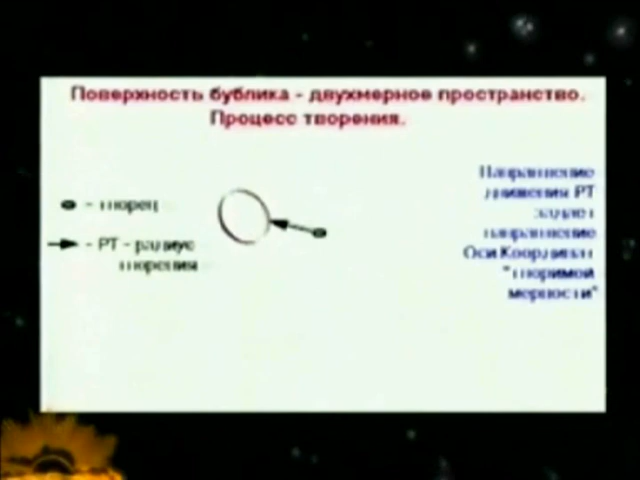 Поверхность бублика - двухмерное пространство.
Процесс творения.
- творец
- РТ - радиус
творения
Направление
движения РТ
задает
направление
Оси Координат
"творимой
мерности"